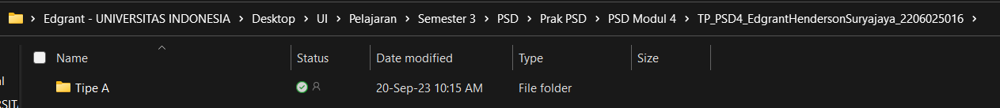 Edgrant - UNIVERSITAS INDONESIA > Desktop > UI > Pelajaran > Semester 3 > PSD > Prak PSD > PSD Modul 4 > TP_PSD4_EdgrantHendersonSuryajaya_2206025016 >
Name Status Date modified Type Size
Tipe A 20-Sep-23 10:15 AM File folder